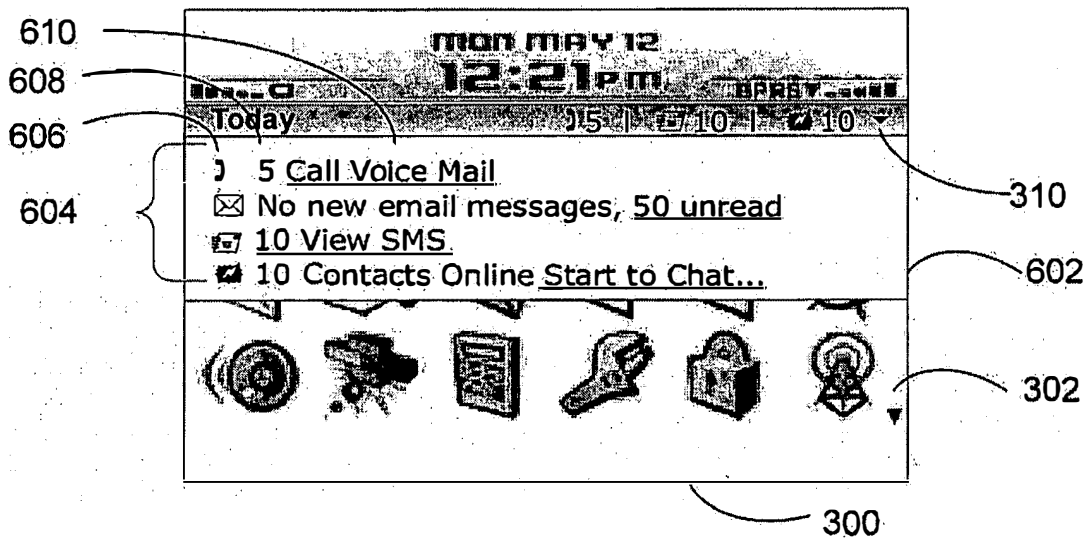 610
608
606
604
MON MAY 12
12:21PM
GPRS
Today 5 | 10 | 10
5 Call Voice Mail
No new email messages, 50 unread
10 View SMS
10 Contacts Online Start to Chat...
310
602
302
300